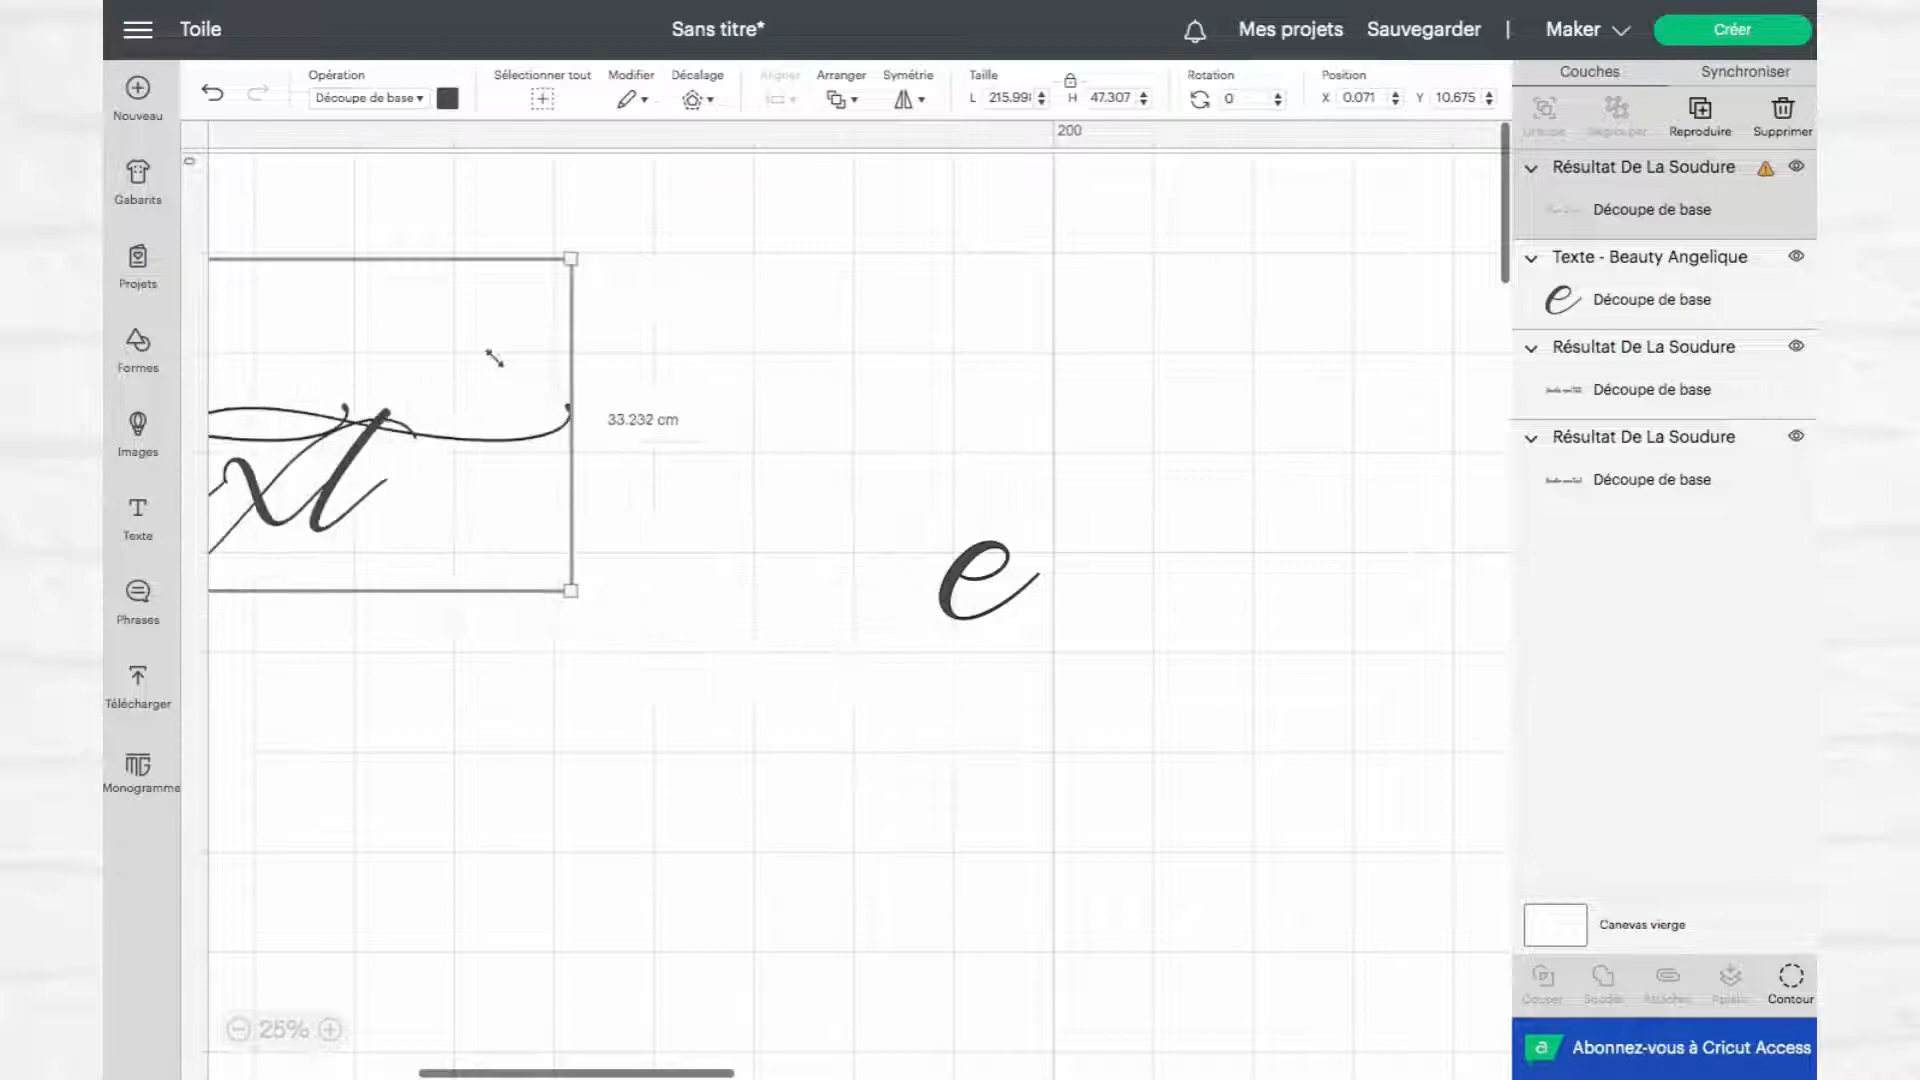 Toile
Sans titre*
Mes projets
Sauvegarder
Maker
Créer
Opération
Découpe de base
Sélectionner tout
Modifier
Décalage
Aligner
Arranger
Symétrie
Taille
L 215.99
H 47.307
Rotation
0
Position
X 0.071
Y 10.675
Couches
Synchroniser
Reproduire
Supprimer
Nouveau
Gabarits
Projets
Formes
Images
T
Texte
Phrases
Télécharger
MG
Monogramme
0
200
33.232 cm
xt
e
25%
Résultat De La Soudure
Découpe de base
Texte - Beauty Angelique
e Découpe de base
Résultat De La Soudure
Découpe de base
Résultat De La Soudure
Découpe de base
Canevas vierge
Contour
a Abonnez-vous à Cricut Access